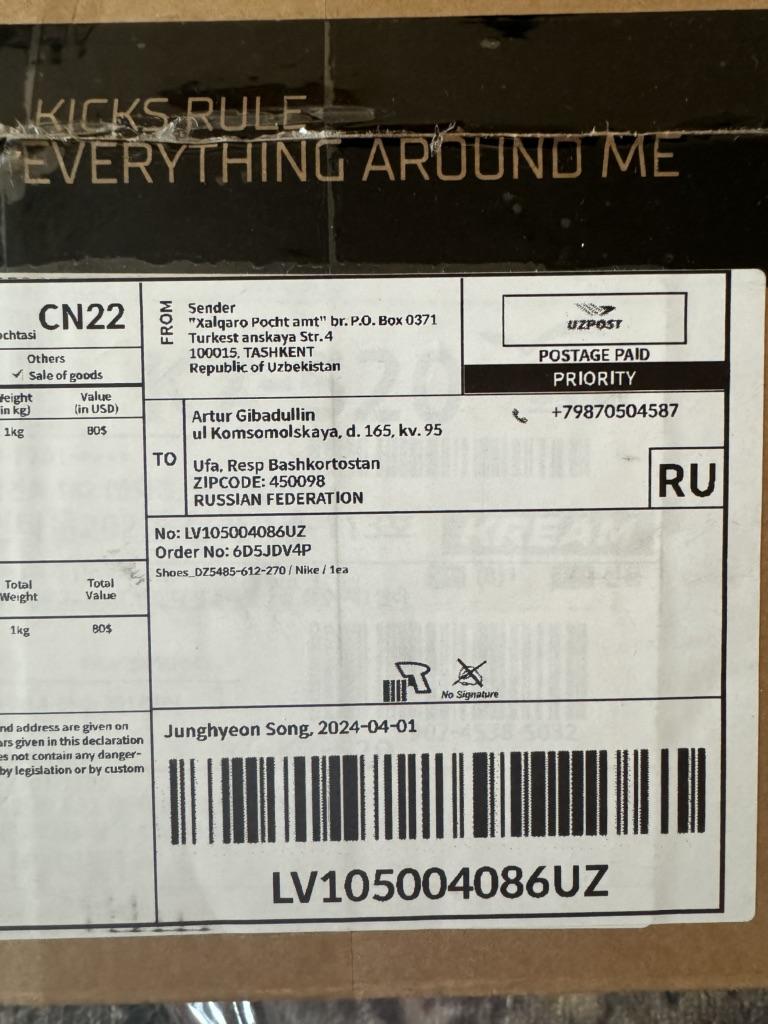 KICKS RULE
EVERYTHING AROUND ME
CN22
ochtasi
Others
✓ Sale of goods
Weight
(in kg)
Value
(in USD)
1kg
80$
Total
Weight
Total
Value
1kg
80$
nd address are given on
ars given in this declaration
es not contain any danger-
by legislation or by custom
FROM
Sender
"Xalqaro Pocht amt" br. P.O. Box 0371
Turkest anskaya Str.4
100015, TASHKENT
Republic of Uzbekistan
UZPOST
POSTAGE PAID
PRIORITY
TO
Artur Gibadullin
ul Komsomolskaya, d. 165, kv. 95
Ufa, Resp Bashkortostan
ZIPCODE: 450098
RUSSIAN FEDERATION
+79870504587
RU
No: LV105004086UZ
Order No: 6D5JDV4P
Shoes_DZ5485-612-270 / Nike / 1ea
No Signature
Junghyeon Song, 2024-04-01
LV105004086UZ